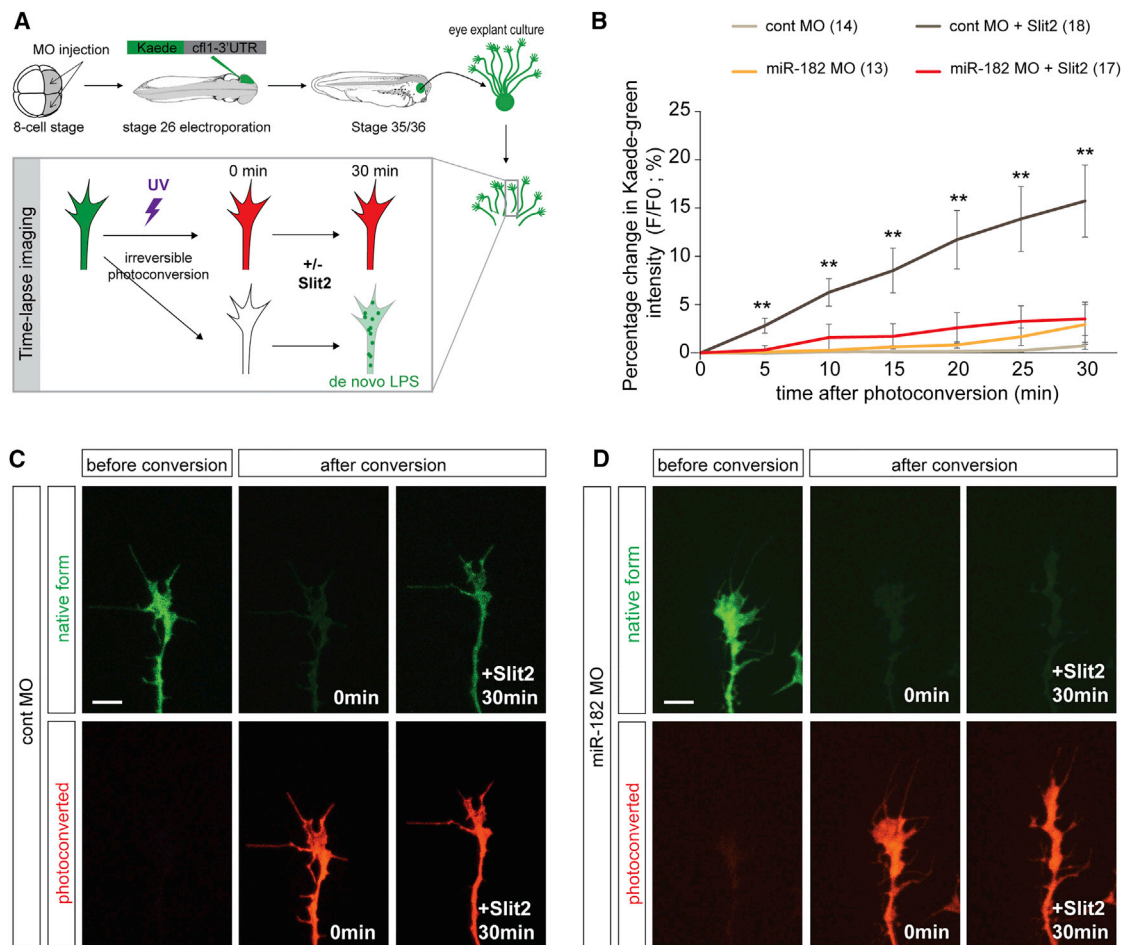 A
MO injection
Kaede cfl1-3'UTR
eye explant culture
8-cell stage
stage 26 electroporation
Stage 35/36
Time-lapse imaging
UV
0 min
30 min
irreversible
photoconversion
+/-
Slit2
de novo LPS
B
cont MO (14)
cont MO + Slit2 (18)
miR-182 MO (13)
miR-182 MO + Slit2 (17)
Percentage change in Kaede-green
intensity (F/F0 ; %)
25
20
15
10
5
0
**
**
**
**
**
**
0
5
10
15
20
25
30
time after photoconversion (min)
C
before conversion
after conversion
cont MO
native form
0min
+Slit2
30min
photoconverted
0min
+Slit2
30min
D
before conversion
after conversion
miR-182 MO
native form
0min
+Slit2
30min
photoconverted
0min
+Slit2
30min